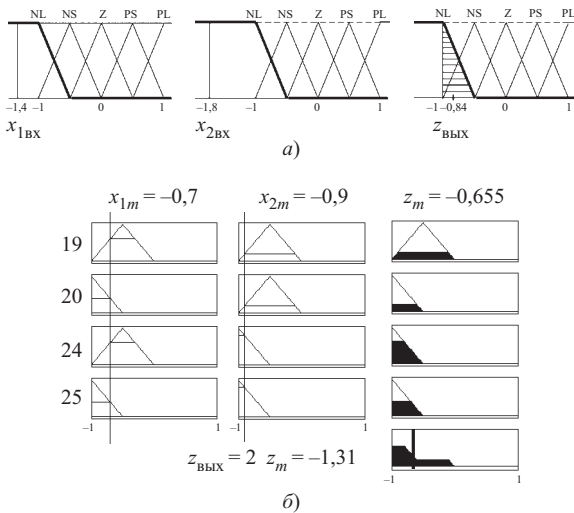 NL NS Z PS PL NL NS Z PS PL NL NS Z PS PL
–1,4 –1 0 1 –1,8 –1 0 1 –1 –0,84 0 1
x1вх x2вх zвых
а)
x1m = –0,7 x2m = –0,9 zm = –0,655
19
20
24
25
–1 1 –1 1
zвых = 2 zm = –1,31
–1 1
б)